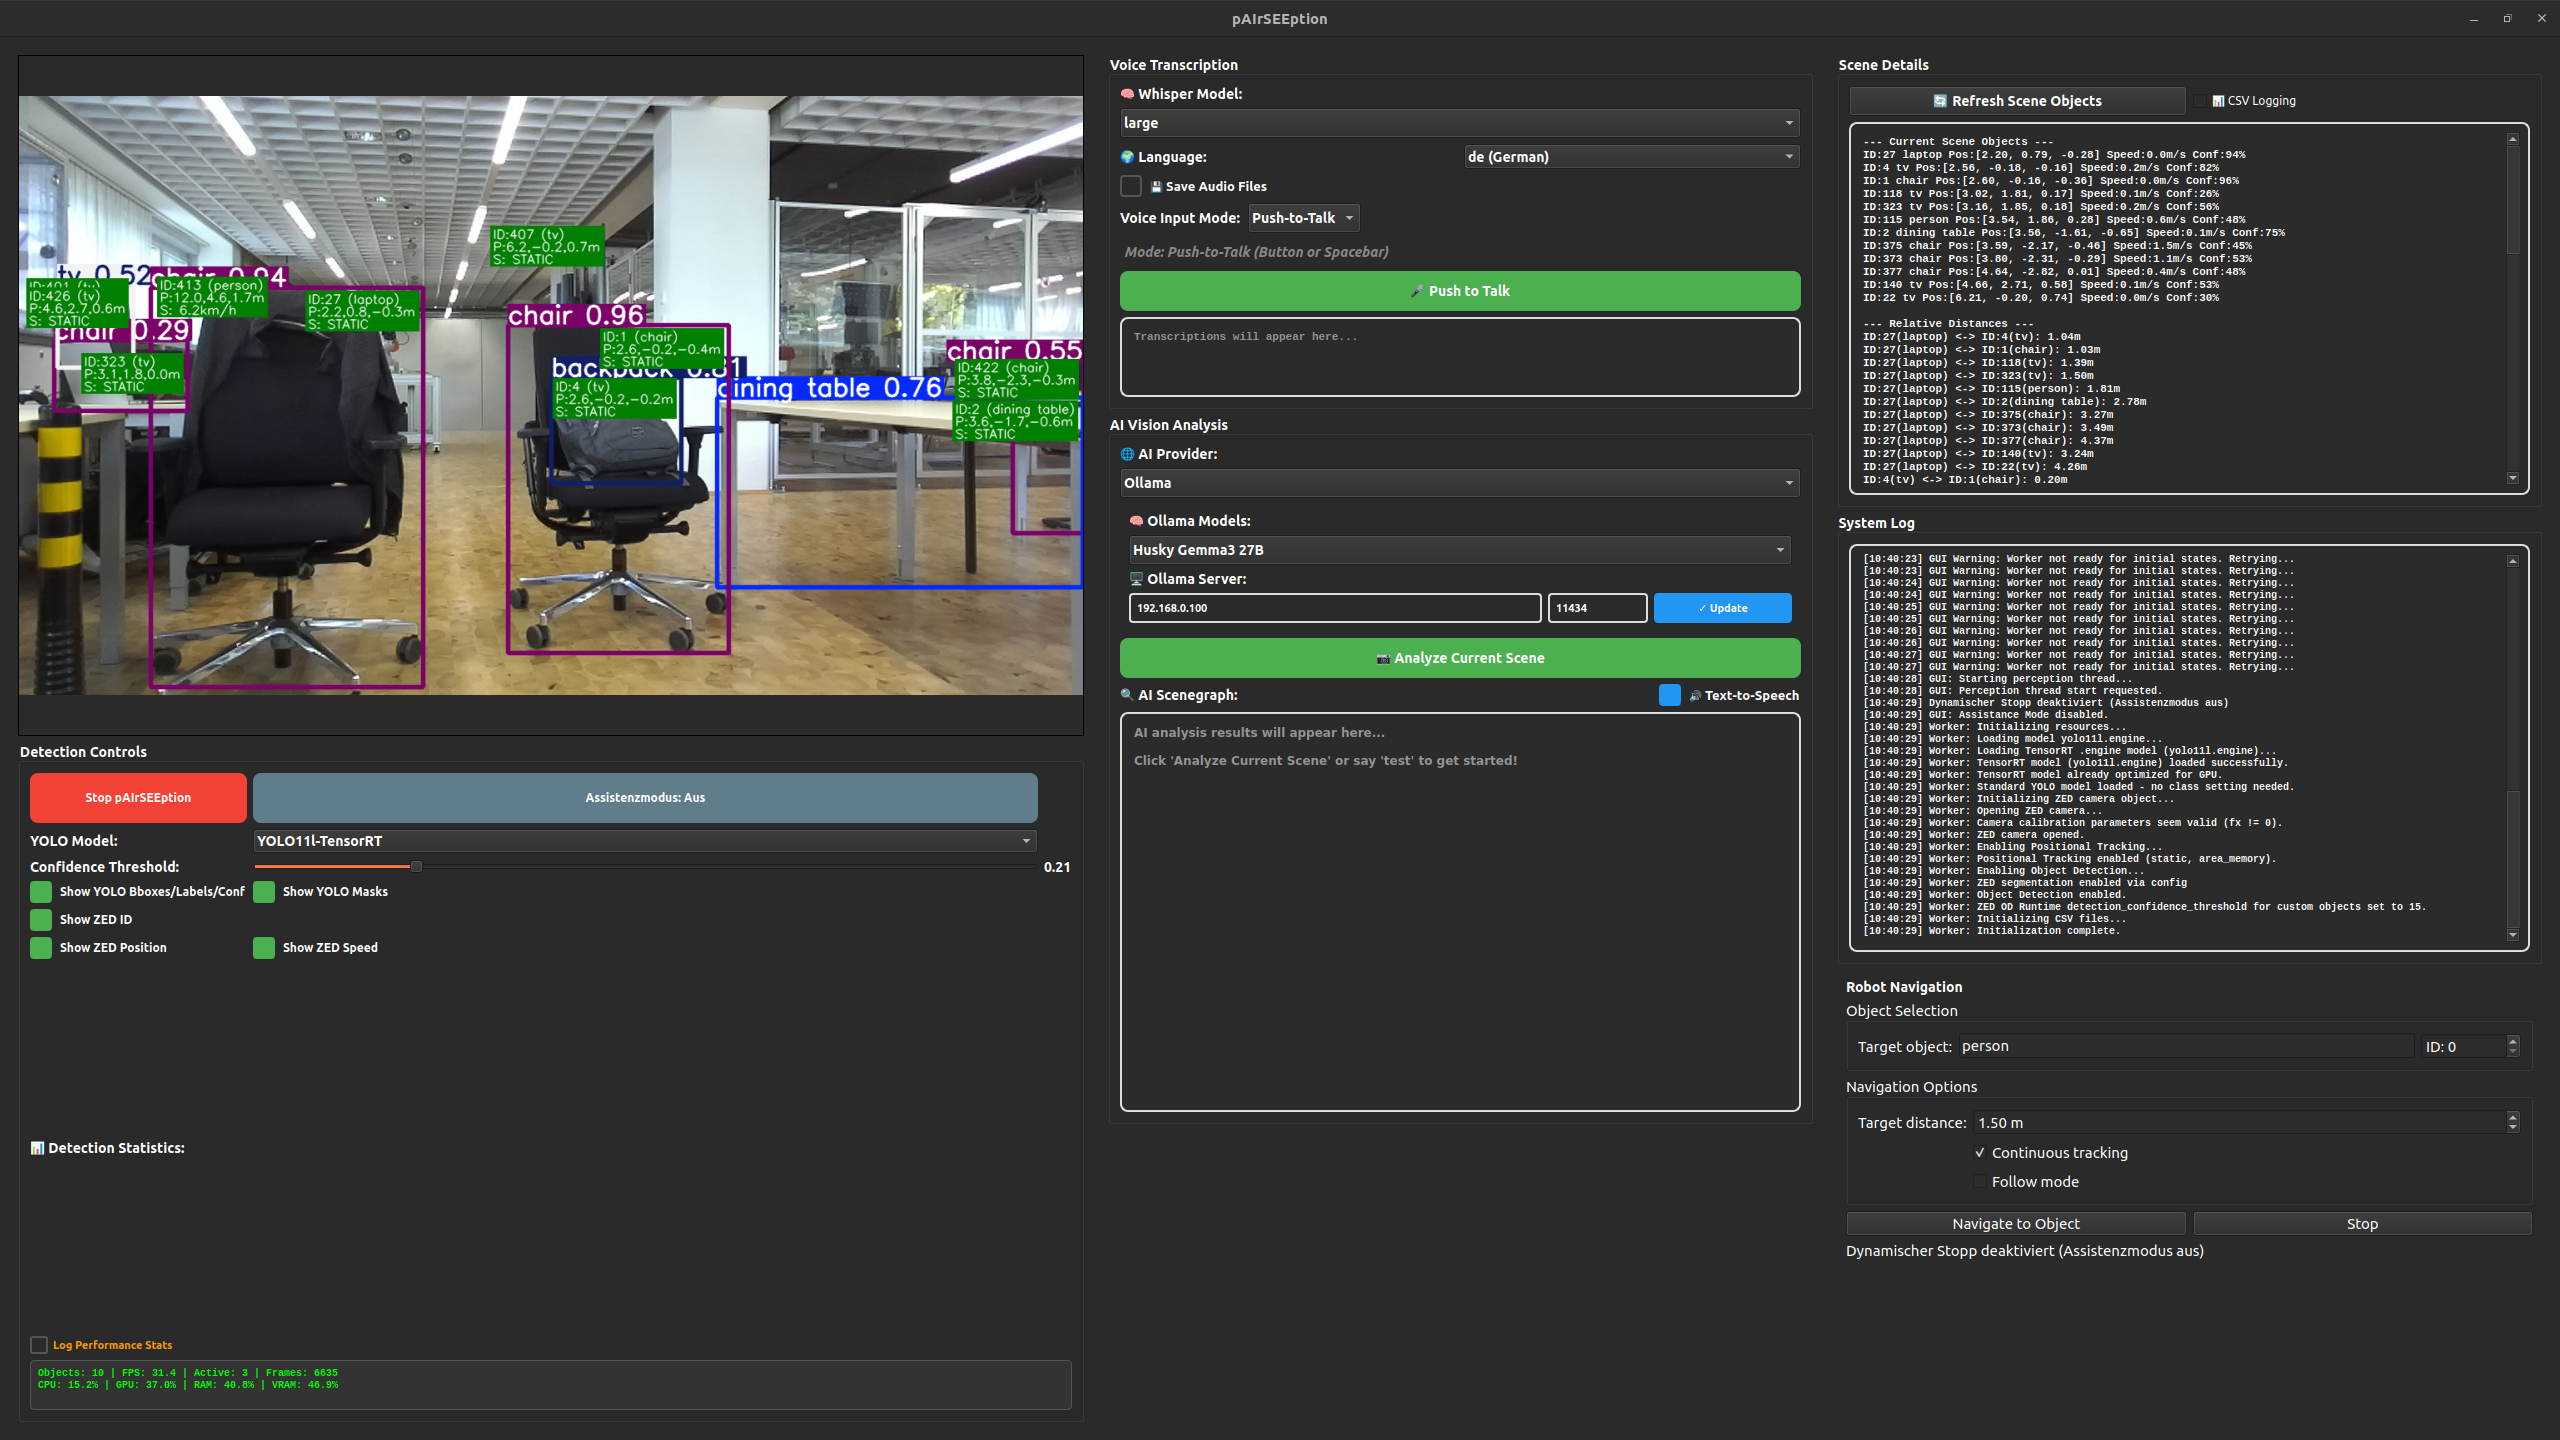 pAIrSEEption
tv 0.52
chair 0.94
ID:401 (tv)
ID:426 (tv)
P:4.6,2.7,0.6m
S: STATIC
ID:413 (person)
P:12.0,4.6,1.7m
S: 6.2km/h
ID:27 (laptop)
P:2.2,0.8,-0.3m
S: STATIC
chair 0.29
ID:323 (tv)
P:3.1,1.8,0.0m
S: STATIC
ID:407 (tv)
P:6.2,-0.2,0.7m
S: STATIC
chair 0.96
ID:1 (chair)
P:2.6,-0.2,-0.4m
S: STATIC
backpack 0.81
ID:4 (tv)
P:2.6,-0.2,-0.2m
S: STATIC
dining table 0.76
chair 0.55
ID:422 (chair)
P:3.8,-2.3,-0.3m
S: STATIC
ID:2 (dining table)
P:3.6,-1.7,-0.6m
S: STATIC
Detection Controls
Stop pAIrSEEption
Assistenzmodus: Aus
YOLO Model:
YOLO11l-TensorRT
Confidence Threshold:
0.21
Show YOLO Bboxes/Labels/Conf
Show YOLO Masks
Show ZED ID
Show ZED Position
Show ZED Speed
Detection Statistics:
Log Performance Stats
Objects: 10 | FPS: 31.4 | Active: 3 | Frames: 6635
CPU: 15.2% | GPU: 37.0% | RAM: 40.8% | VRAM: 46.9%
Voice Transcription
Whisper Model:
large
Language:
de (German)
Save Audio Files
Voice Input Mode:
Push-to-Talk
Mode: Push-to-Talk (Button or Spacebar)
Push to Talk
Transcriptions will appear here...
AI Vision Analysis
AI Provider:
Ollama
Ollama Models:
Husky Gemma3 27B
Ollama Server:
192.168.0.100
11434
✓ Update
Analyze Current Scene
AI Scenegraph:
Text-to-Speech
AI analysis results will appear here...
Click 'Analyze Current Scene' or say 'test' to get started!
Scene Details
Refresh Scene Objects
CSV Logging
--- Current Scene Objects ---
ID:27 laptop Pos:[2.20, 0.79, -0.28] Speed:0.0m/s Conf:94%
ID:4 tv Pos:[2.56, -0.18, -0.16] Speed:0.2m/s Conf:82%
ID:1 chair Pos:[2.60, -0.16, -0.36] Speed:0.0m/s Conf:96%
ID:118 tv Pos:[3.02, 1.81, 0.17] Speed:0.1m/s Conf:26%
ID:323 tv Pos:[3.16, 1.85, 0.18] Speed:0.2m/s Conf:56%
ID:115 person Pos:[3.54, 1.86, 0.28] Speed:0.6m/s Conf:48%
ID:2 dining table Pos:[3.56, -1.61, -0.65] Speed:0.1m/s Conf:75%
ID:375 chair Pos:[3.59, -2.17, -0.46] Speed:1.5m/s Conf:45%
ID:373 chair Pos:[3.80, -2.31, -0.29] Speed:1.1m/s Conf:53%
ID:377 chair Pos:[4.64, -2.82, 0.01] Speed:0.4m/s Conf:48%
ID:140 tv Pos:[4.66, 2.71, 0.58] Speed:0.1m/s Conf:53%
ID:22 tv Pos:[6.21, -0.20, 0.74] Speed:0.0m/s Conf:30%
--- Relative Distances ---
ID:27(laptop) <-> ID:4(tv): 1.04m
ID:27(laptop) <-> ID:1(chair): 1.03m
ID:27(laptop) <-> ID:118(tv): 1.39m
ID:27(laptop) <-> ID:323(tv): 1.50m
ID:27(laptop) <-> ID:115(person): 1.81m
ID:27(laptop) <-> ID:2(dining table): 2.78m
ID:27(laptop) <-> ID:375(chair): 3.27m
ID:27(laptop) <-> ID:373(chair): 3.49m
ID:27(laptop) <-> ID:377(chair): 4.37m
ID:27(laptop) <-> ID:140(tv): 3.24m
ID:27(laptop) <-> ID:22(tv): 4.26m
ID:4(tv) <-> ID:1(chair): 0.20m
System Log
[10:40:23] GUI Warning: Worker not ready for initial states. Retrying...
[10:40:23] GUI Warning: Worker not ready for initial states. Retrying...
[10:40:24] GUI Warning: Worker not ready for initial states. Retrying...
[10:40:24] GUI Warning: Worker not ready for initial states. Retrying...
[10:40:25] GUI Warning: Worker not ready for initial states. Retrying...
[10:40:25] GUI Warning: Worker not ready for initial states. Retrying...
[10:40:26] GUI Warning: Worker not ready for initial states. Retrying...
[10:40:26] GUI Warning: Worker not ready for initial states. Retrying...
[10:40:27] GUI Warning: Worker not ready for initial states. Retrying...
[10:40:27] GUI Warning: Worker not ready for initial states. Retrying...
[10:40:28] GUI: Starting perception thread...
[10:40:28] GUI: Perception thread start requested.
[10:40:29] Dynamischer Stopp deaktiviert (Assistenzmodus aus)
[10:40:29] GUI: Assistance Mode disabled.
[10:40:29] Worker: Initializing resources...
[10:40:29] Worker: Loading model yolo11l.engine...
[10:40:29] Worker: Loading TensorRT .engine model (yolo11l.engine)...
[10:40:29] Worker: TensorRT model (yolo11l.engine) loaded successfully.
[10:40:29] Worker: TensorRT model already optimized for GPU.
[10:40:29] Worker: Standard YOLO model loaded - no class setting needed.
[10:40:29] Worker: Initializing ZED camera object...
[10:40:29] Worker: Opening ZED camera...
[10:40:29] Worker: Camera calibration parameters seem valid (fx != 0).
[10:40:29] Worker: ZED camera opened.
[10:40:29] Worker: Enabling Positional Tracking...
[10:40:29] Worker: Positional Tracking enabled (static, area_memory).
[10:40:29] Worker: Enabling Object Detection...
[10:40:29] Worker: ZED segmentation enabled via config
[10:40:29] Worker: Object Detection enabled.
[10:40:29] Worker: ZED OD Runtime detection_confidence_threshold for custom objects set to 15.
[10:40:29] Worker: Initializing CSV files...
[10:40:29] Worker: Initialization complete.
Robot Navigation
Object Selection
Target object:
person
ID: 0
Navigation Options
Target distance:
1.50 m
Continuous tracking
Follow mode
Navigate to Object
Stop
Dynamischer Stopp deaktiviert (Assistenzmodus aus)